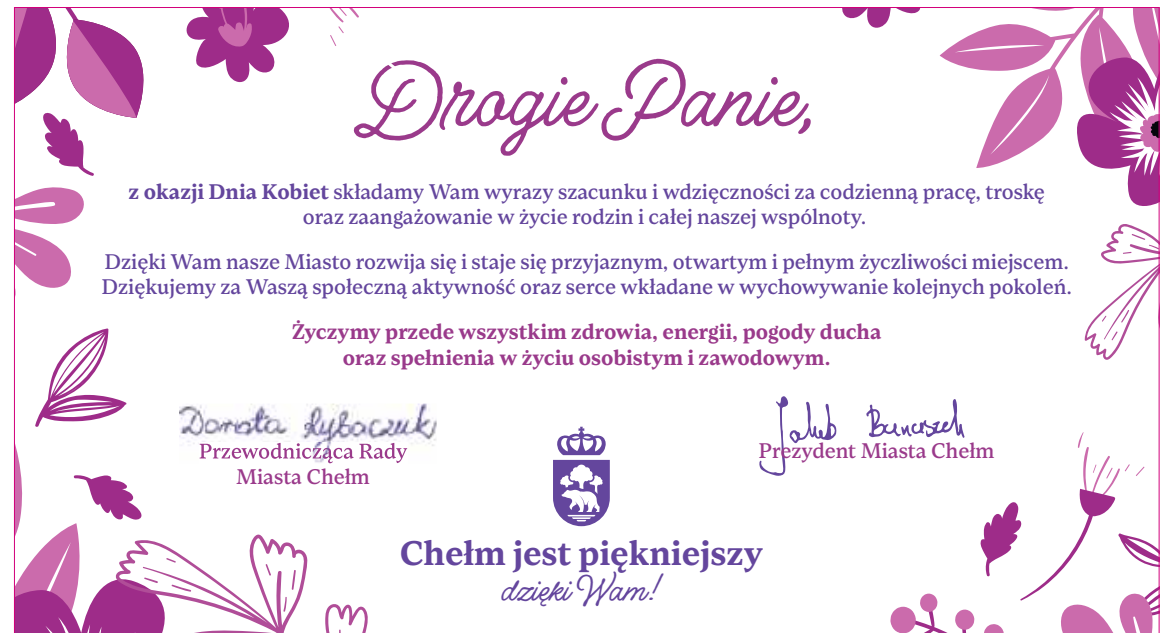 Drogie Panie,
z okazji Dnia Kobiet składamy Wam wyrazy szacunku i wdzięczności za codzienną pracę, troskę
oraz zaangażowanie w życie rodzin i całej naszej wspólnoty.
Dzięki Wam nasze Miasto rozwija się i staje się przyjaznym, otwartym i pełnym życzliwości miejscem.
Dziękujemy za Waszą społeczną aktywność oraz serce wkładane w wychowywanie kolejnych pokoleń.
Życzymy przede wszystkim zdrowia, energii, pogody ducha
oraz spełnienia w życiu osobistym i zawodowym.
Dorota Rybaczuk
Przewodnicząca Rady
Miasta Chełm
Jakub Banaszek
Prezydent Miasta Chełm
Chełm jest piękniejszy
dzięki Wam!